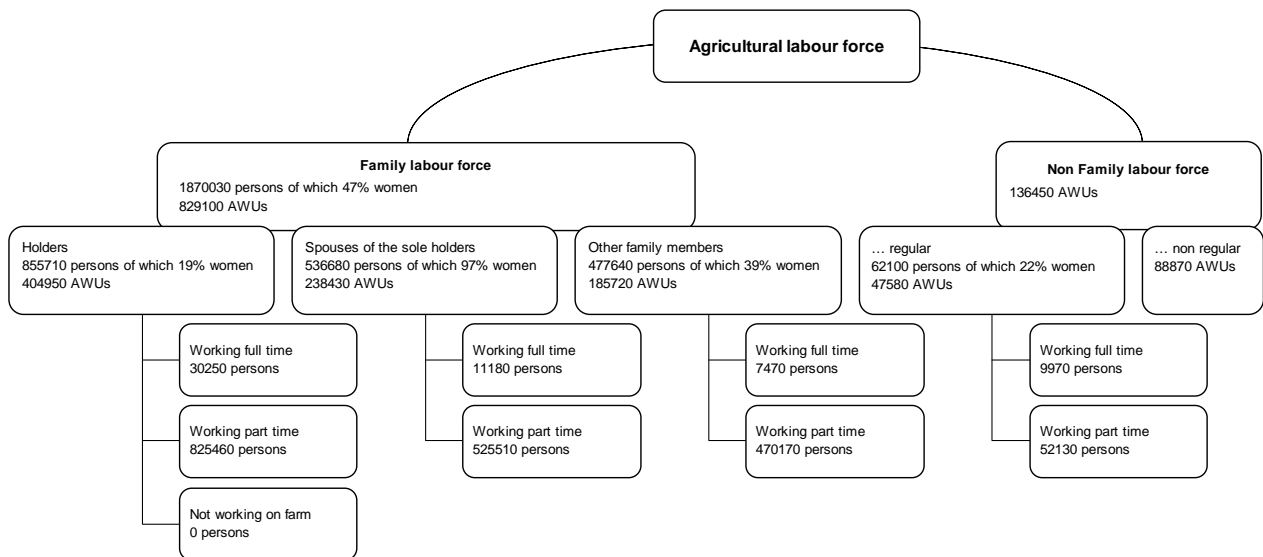 Agricultural labour force
Family labour force
1870030 persons of which 47% women
829100 AWUs
Non Family labour force
136450 AWUs
Holders
855710 persons of which 19% women
404950 AWUs
Spouses of the sole holders
536680 persons of which 97% women
238430 AWUs
Other family members
477640 persons of which 39% women
185720 AWUs
… regular
62100 persons of which 22% women
47580 AWUs
… non regular
88870 AWUs
Working full time
30250 persons
Working full time
11180 persons
Working full time
7470 persons
Working full time
9970 persons
Working part time
825460 persons
Working part time
525510 persons
Working part time
470170 persons
Working part time
52130 persons
Not working on farm
0 persons